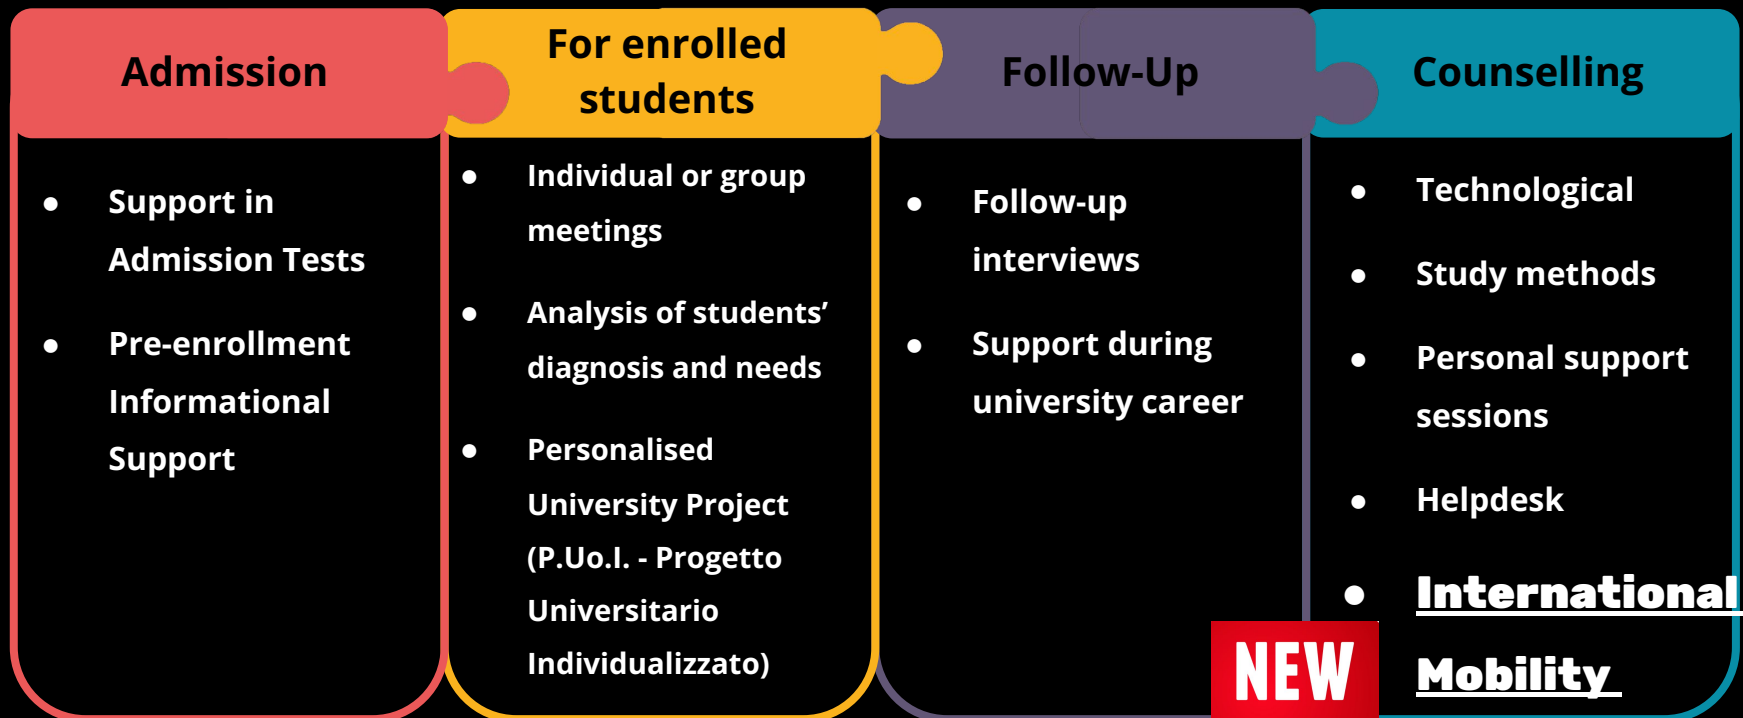 Admission
● Support in
Admission Tests
● Pre-enrollment
Informational
Support
For enrolled
students
● Individual or group
meetings
● Analysis of students’
diagnosis and needs
● Personalised
University Project
(P.Uo.I. - Progetto
Universitario
Individualizzato)
Follow-Up
● Follow-up
interviews
● Support during
university career
Counselling
● Technological
● Study methods
● Personal support
sessions
● Helpdesk
● International
Mobility
NEW